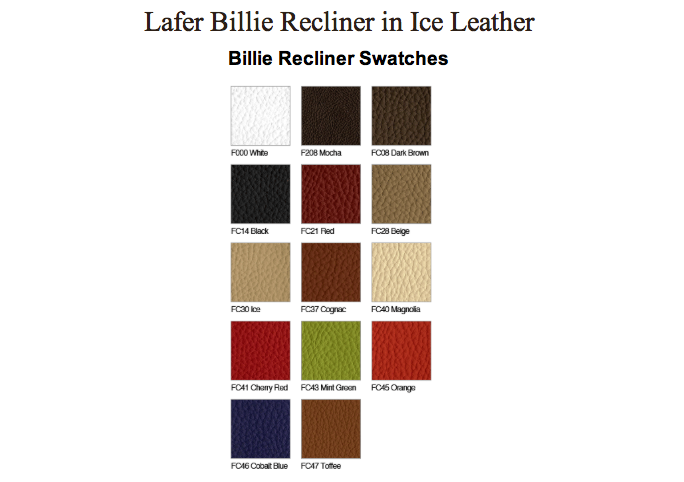 Lafer Billie Recliner in Ice Leather
Billie Recliner Swatches
F000 White F208 Mocha FC08 Dark Brown
FC14 Black FC21 Red FC28 Beige
FC30 Ice FC37 Cognac FC40 Magnolia
FC41 Cherry Red FC43 Mint Green FC45 Orange
FC46 Cobalt Blue FC47 Toffee